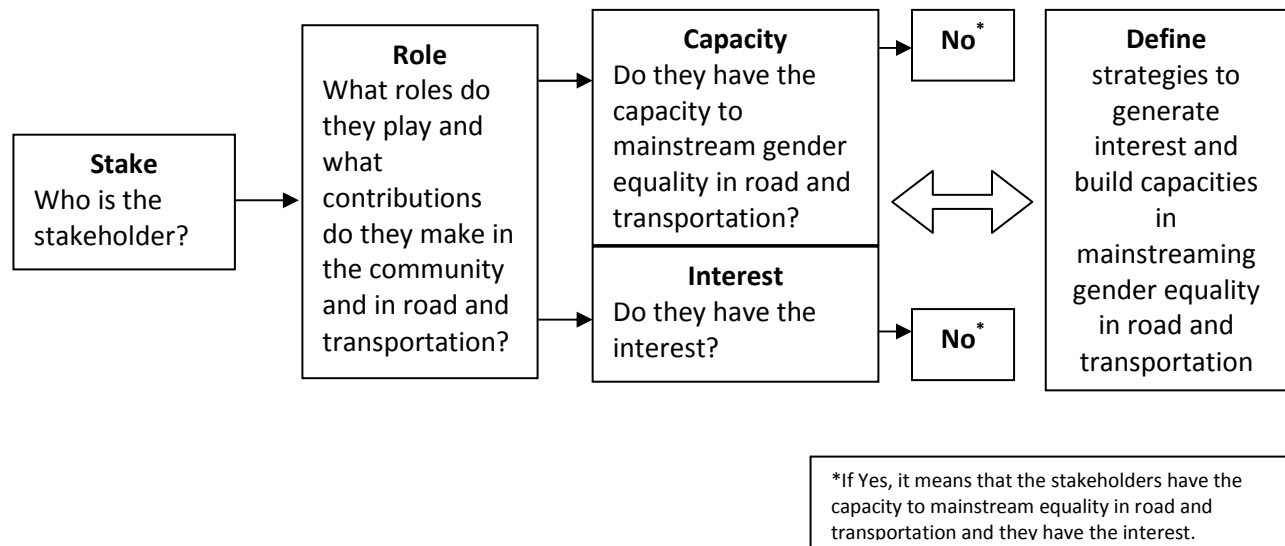 Stake
Who is the
stakeholder?
Role
What roles do
they play and
what
contributions
do they make in
the community
and in road and
transportation?
Capacity
Do they have the
capacity to
mainstream gender
equality in road and
transportation?
Interest
Do they have the
interest?
No*
No*
Define
strategies to
generate
interest and
build capacities
in
mainstreaming
gender equality
in road and
transportation
*If Yes, it means that the stakeholders have the
capacity to mainstream equality in road and
transportation and they have the interest.